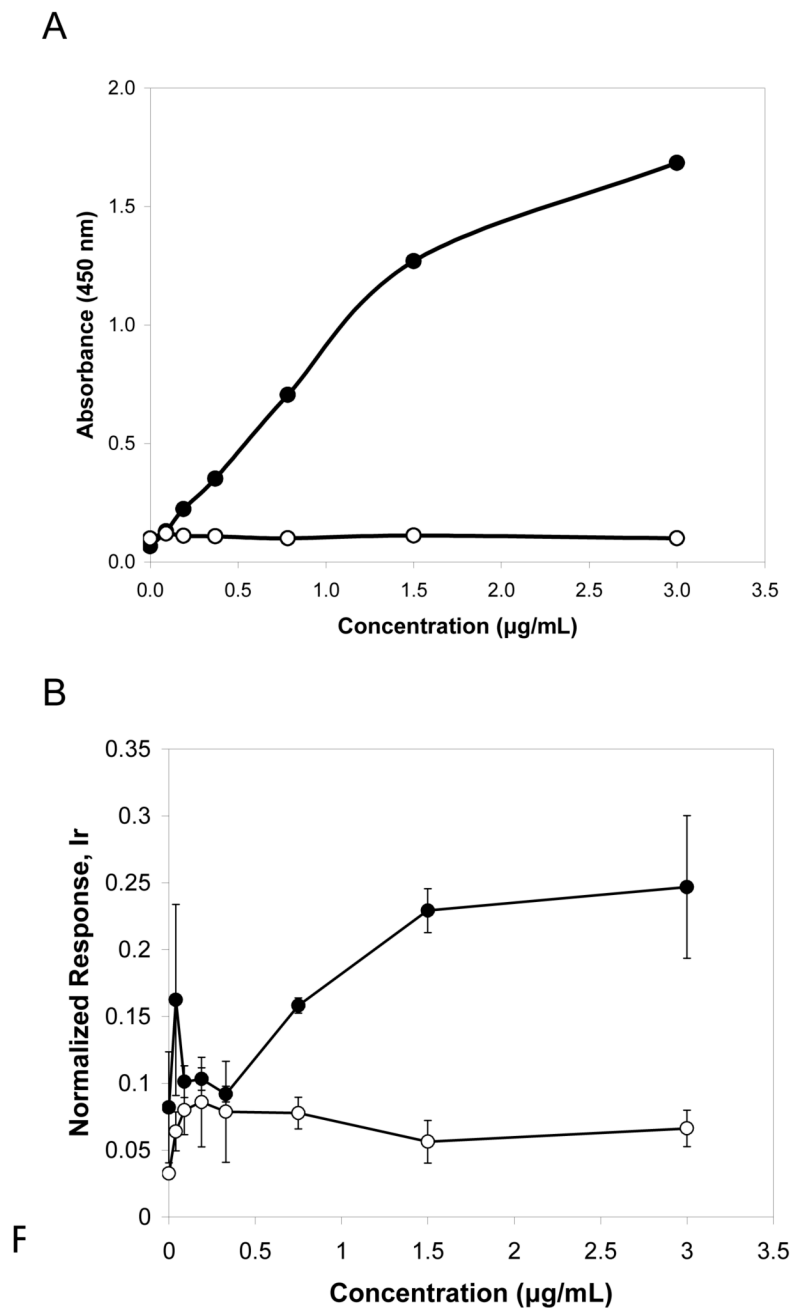 A
2.0
1.5
1.0
0.5
0.0
Absorbance (450 nm)
0.0 0.5 1.0 1.5 2.0 2.5 3.0 3.5
Concentration (µg/mL)
B
0.35
0.3
0.25
0.2
0.15
0.1
0.05
0
Normalized Response, Ir
0 0.5 1 1.5 2 2.5 3 3.5
Concentration (µg/mL)
F